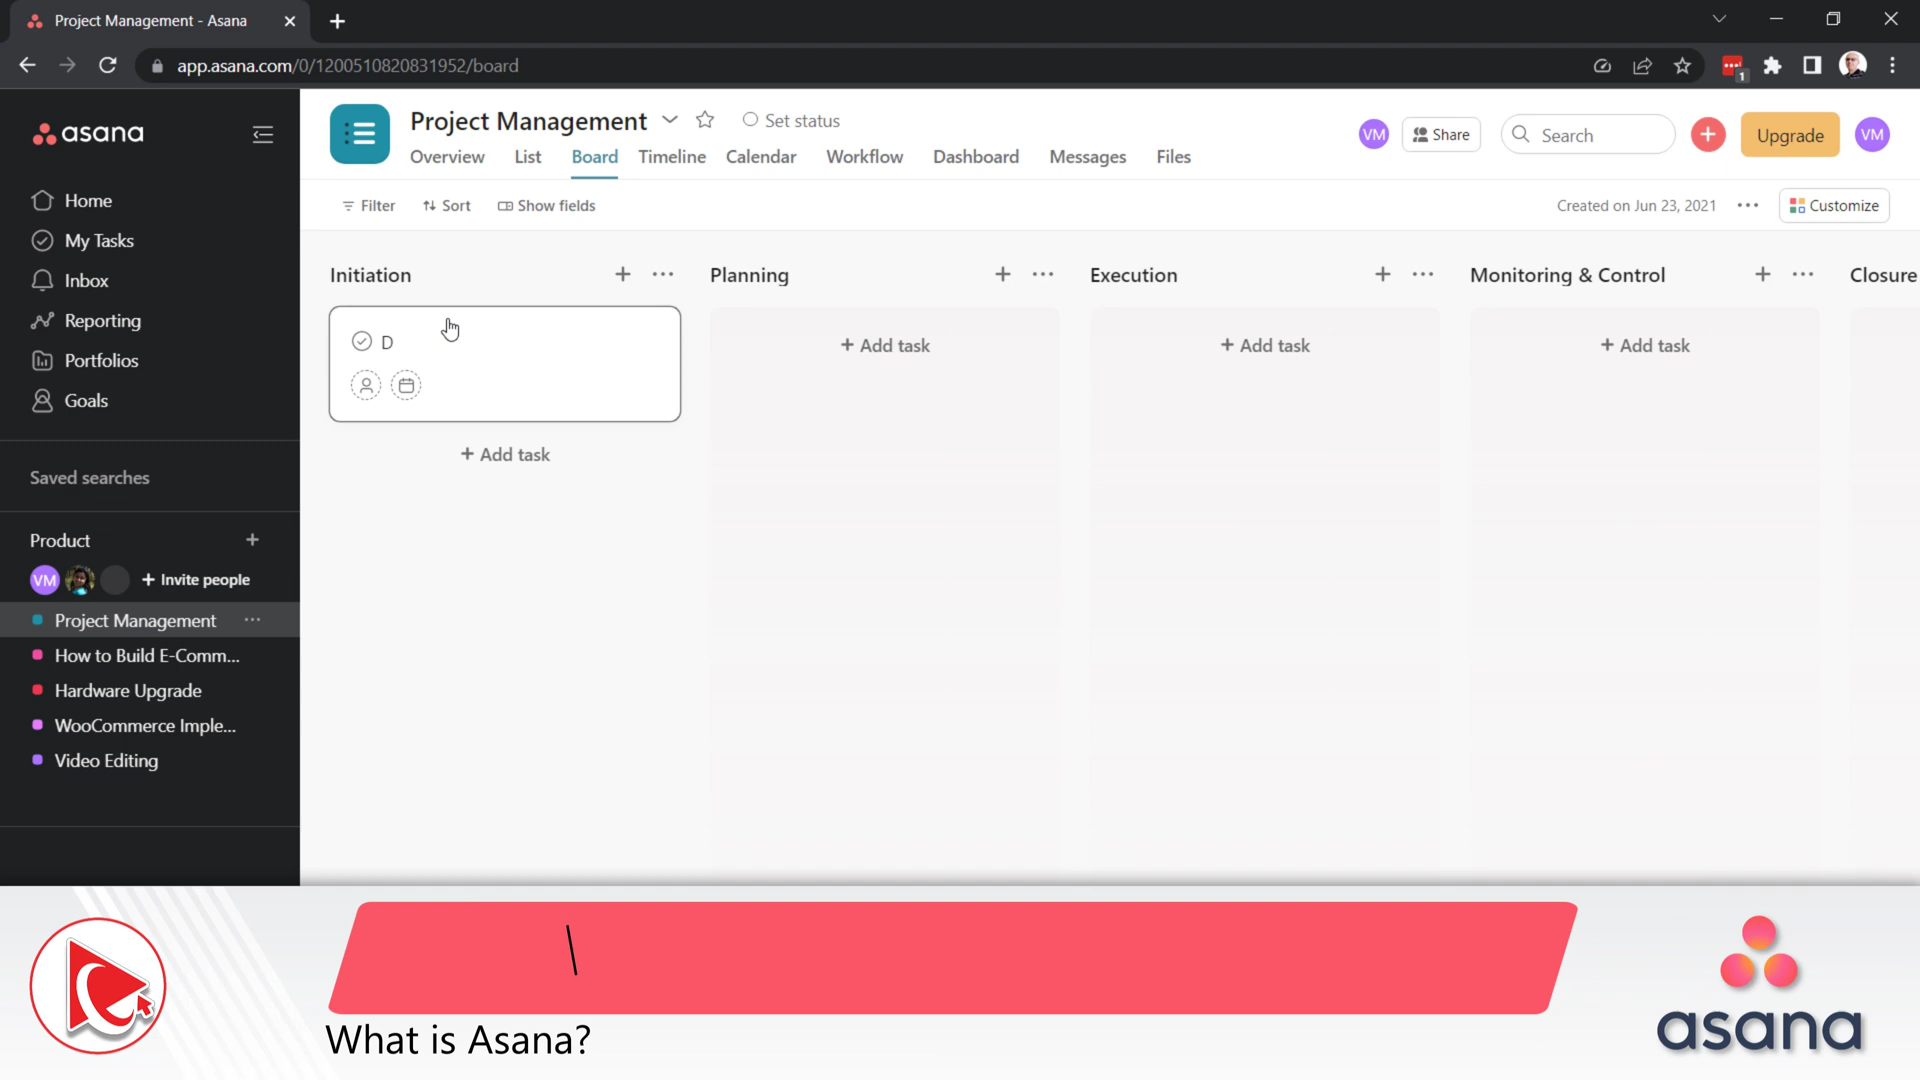 Project Management - Asana
app.asana.com/0/1200510820831952/board
1
asana
Home
My Tasks
Inbox
Reporting
Portfolios
Goals
Saved searches
Product
VM
+ Invite people
Project Management
How to Build E-Comm...
Hardware Upgrade
WooCommerce Imple...
Video Editing
Project Management
Set status
Overview List Board Timeline Calendar Workflow Dashboard Messages Files
VM Share Search Upgrade VM
Filter Sort Show fields
Created on Jun 23, 2021 ... Customize
Initiation + ... Planning + ... Execution + ... Monitoring & Control + ... Closure
D
+ Add task
+ Add task
+ Add task
+ Add task
\
What is Asana?
asana